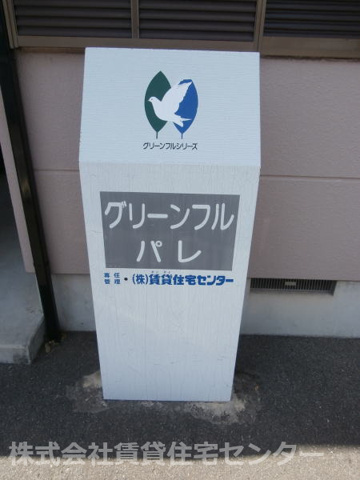 グリーンフルシリーズ
グリーンフル
パレ
専任
管理・(株)賃貸住宅センター
株式会社賃貸住宅センター